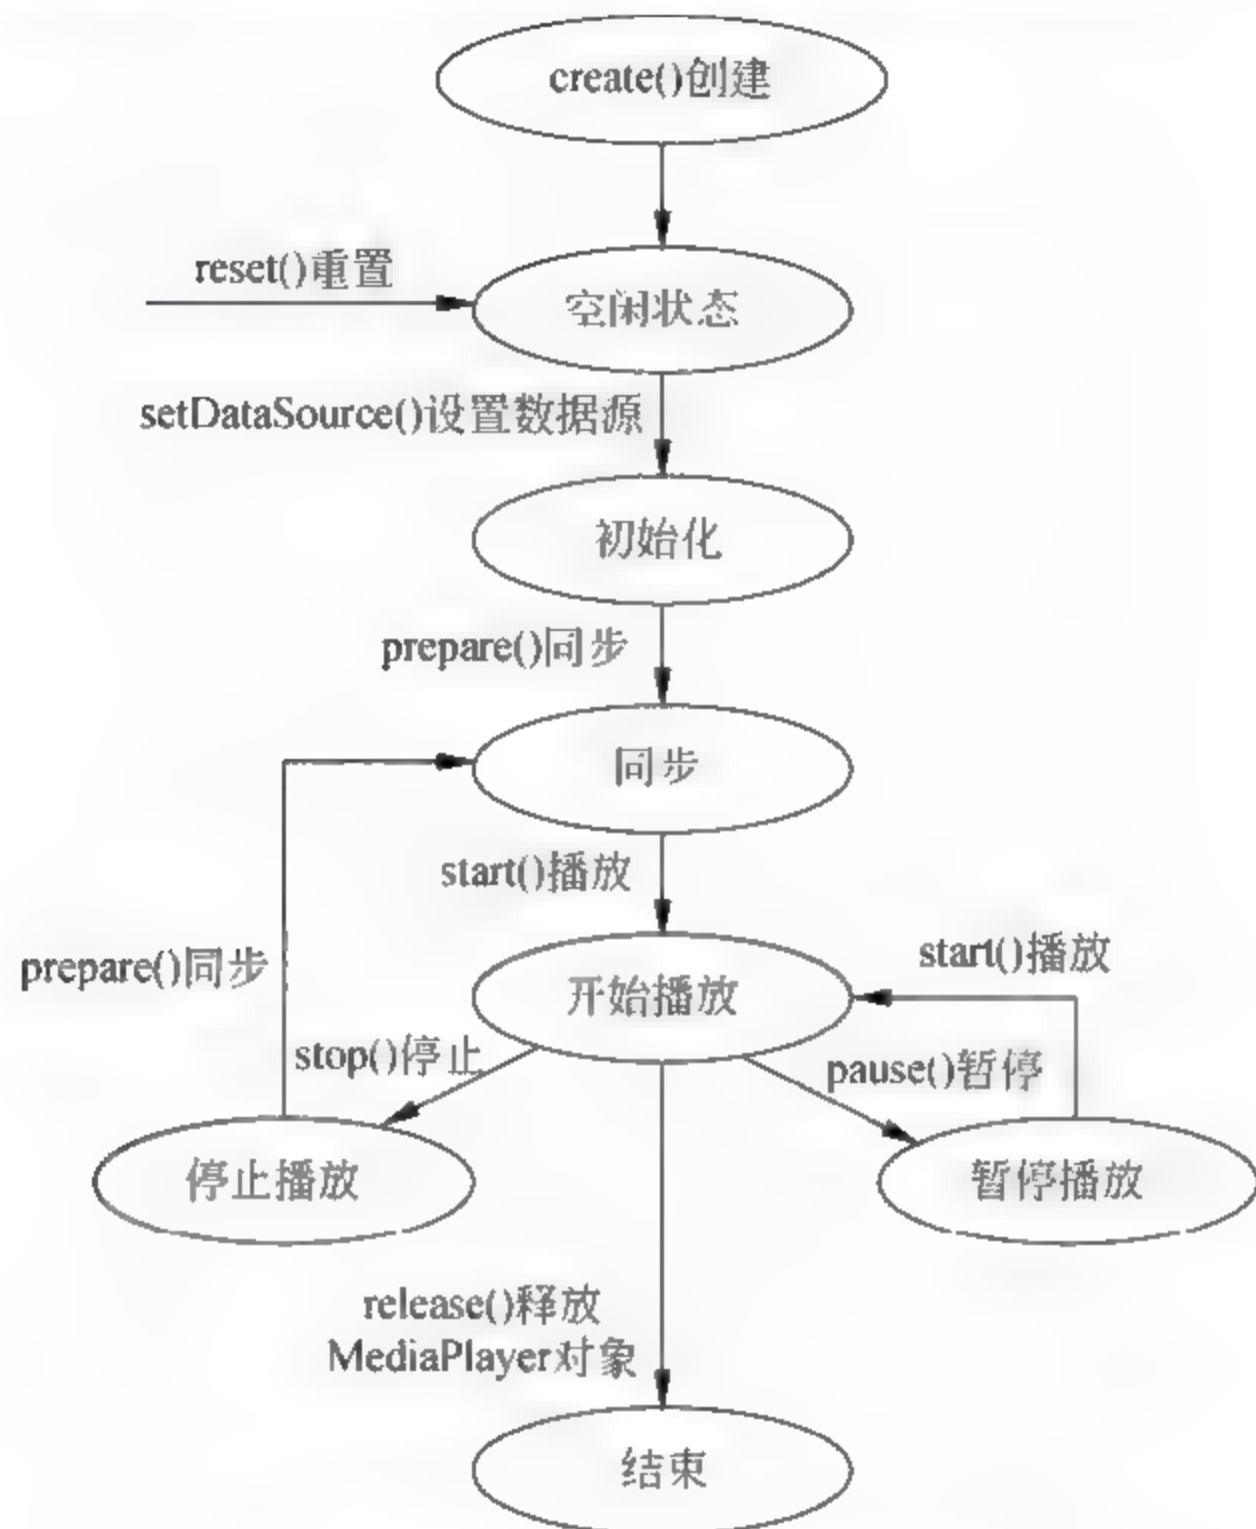 create()创建
reset()重置
空闲状态
setDataSource()设置数据源
初始化
prepare()同步
同步
start()播放
prepare()同步
开始播放
start()播放
stop()停止
pause()暂停
停止播放
暂停播放
release()释放
MediaPlayer对象
结束